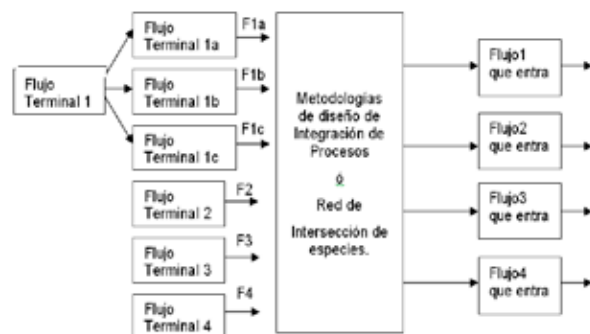 Flujo
Terminal 1
Flujo
Terminal 1a
F1a
Flujo
Terminal 1b
F1b
Flujo
Terminal 1c
F1c
Flujo
Terminal 2
F2
Flujo
Terminal 3
F3
Flujo
Terminal 4
F4
Metodologías
de diseño de
Integración de
Procesos
ó
Red de
Intersección de
especies.
Flujo1
que entra
Flujo2
que entra
Flujo3
que entra
Flujo4
que entra